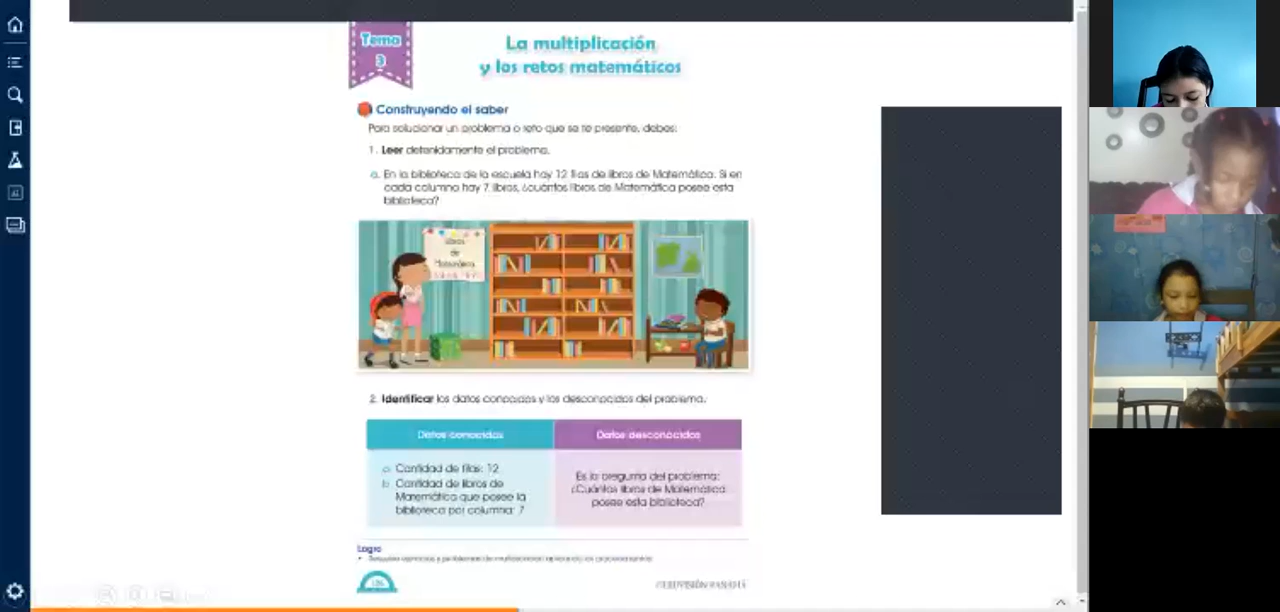 Tema
3
La multiplicación
y los retos matemáticos
Construyendo el saber
Para solucionar un problema o reto que se te presente, debes:
1. Leer detenidamente el problema.
a. En la biblioteca de la escuela hay 12 filas de libros de Matemática. Si en
cada columna hay 7 libros, ¿cuántos libros de Matemática posee esta
biblioteca?
Libros
de
Matemática
2. Identificar los datos conocidos y los desconocidos del problema.
Datos conocidos
Datos desconocidos
a. Cantidad de filas: 12
b. Cantidad de libros de
Matemática que posee la
biblioteca por columna: 7
Es la pregunta del problema:
¿Cuántos libros de Matemática
posee esta biblioteca?
Logro